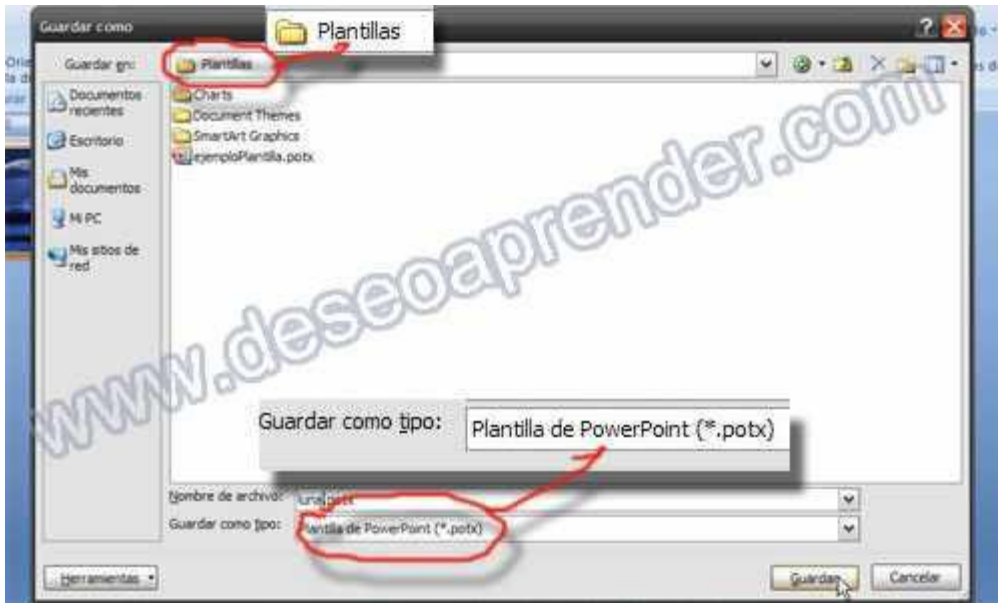 Guardar como
Plantillas
Guardar en:
Plantillas
Documentos recientes
Escritorio
Mis documentos
Mi PC
Mis sitios de red
Charts
Document Themes
SmartArt Graphics
ejemploPlantilla.potx
www.deseoaprender.com
Guardar como tipo:
Plantilla de PowerPoint (*.potx)
Nombre de archivo:
Guardar como tipo:
Plantilla de PowerPoint (*.potx)
Herramientas
Guardar
Cancelar